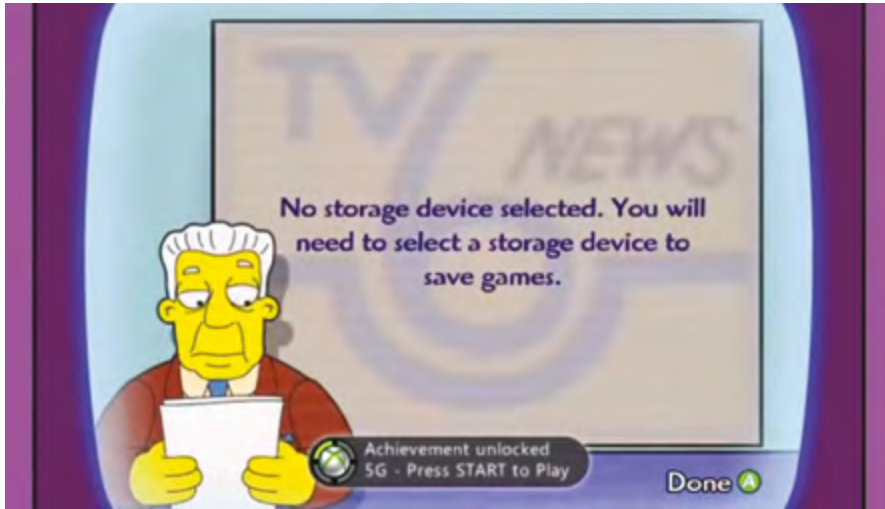 TV
6
NEWS
No storage device selected. You will
need to select a storage device to
save games.
Achievement unlocked
5G - Press START to Play
Done A